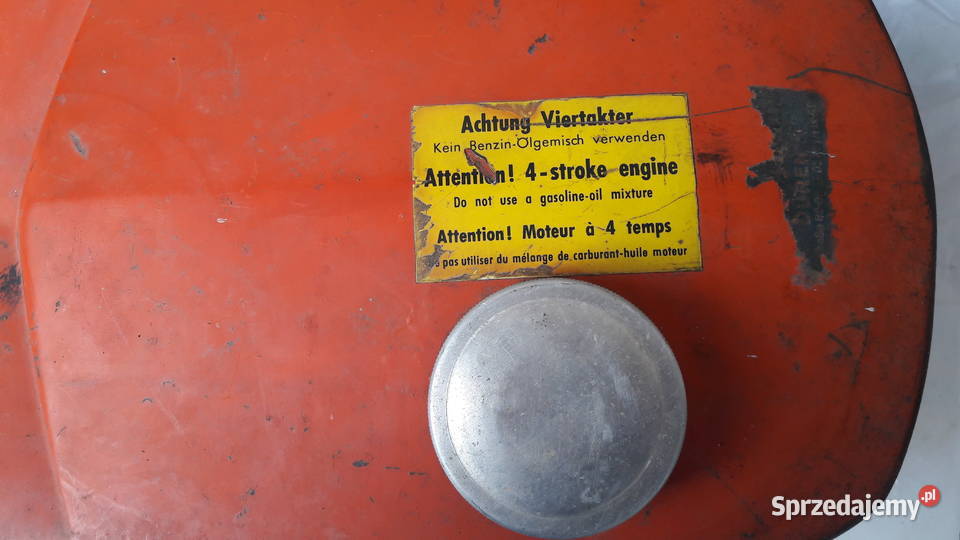 Achtung Viertakter
Kein Benzin-Ölgemisch verwenden
Attention! 4-stroke engine
Do not use a gasoline-oil mixture
Attention! Moteur à 4 temps
pas utiliser du mélange de carburant-huile moteur
Sprzedajemy.pl